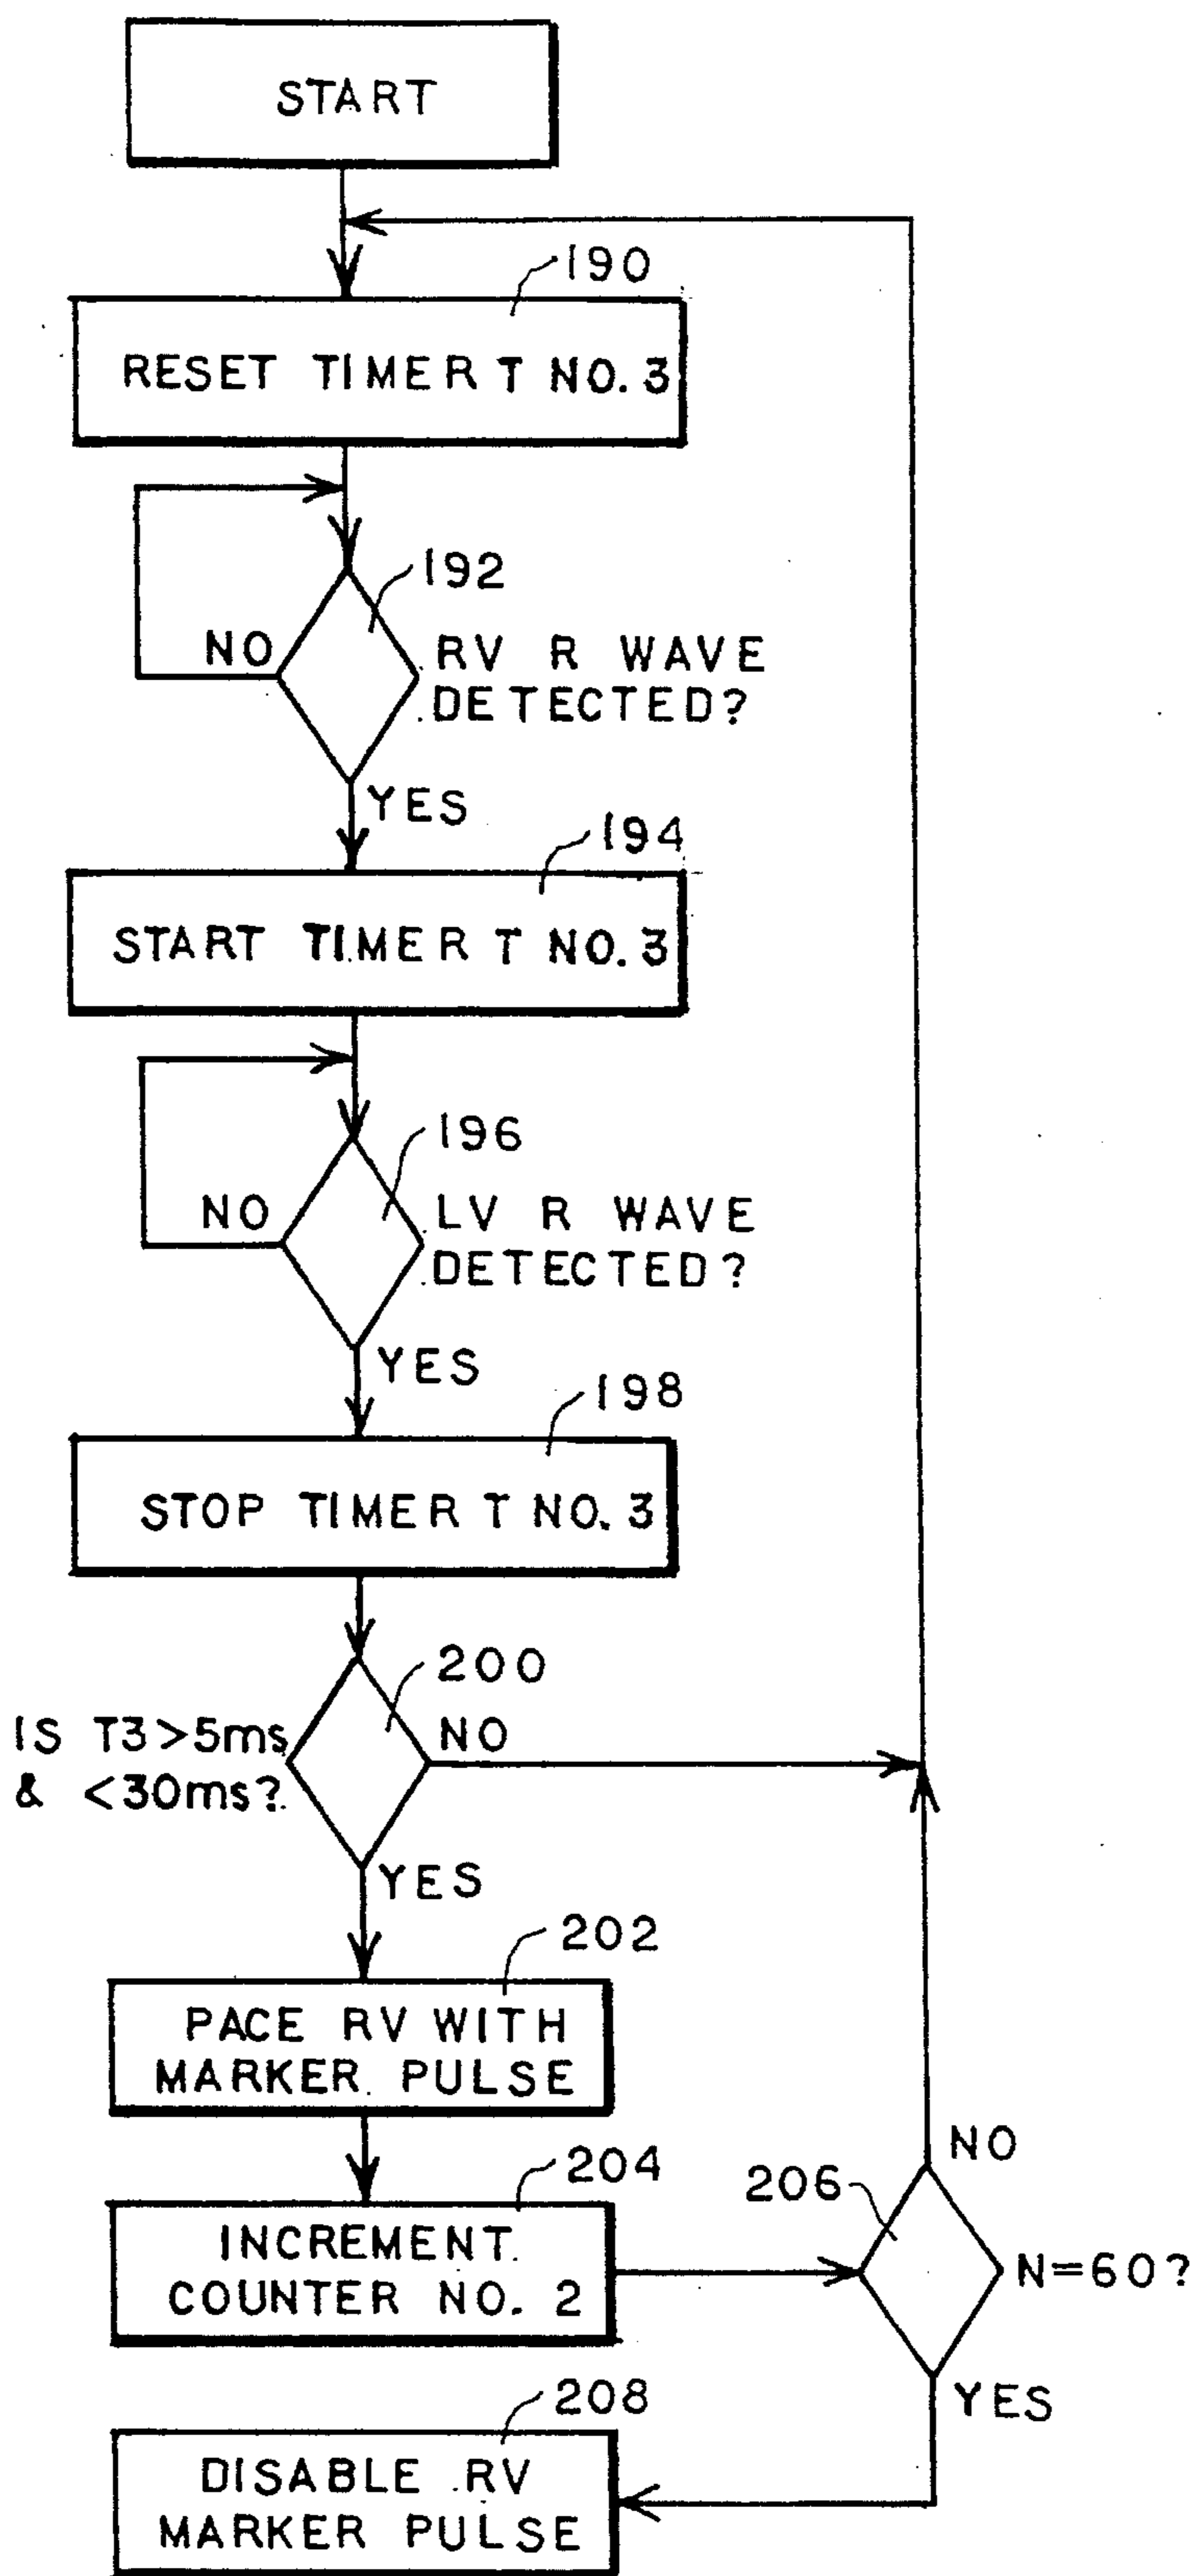 START
190
RESET TIMER T NO. 3
192
NO
RV R WAVE
DETECTED?
YES
194
START TIMER T NO. 3
196
NO
LV R WAVE
DETECTED?
YES
198
STOP TIMER T NO. 3
200
IS T3>5ms
& <30ms?
NO
YES
202
PACE RV WITH
MARKER PULSE
204
INCREMENT
COUNTER NO. 2
NO
206
N=60?
YES
208
DISABLE RV
MARKER PULSE